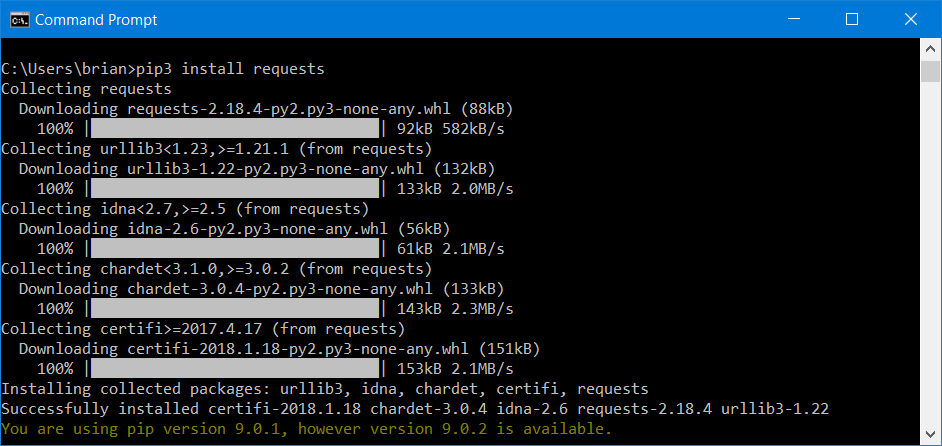 Command Prompt
C:\Users\brian>pip3 install requests
Collecting requests
  Downloading requests-2.18.4-py2.py3-none-any.whl (88kB)
    100% |████████████████████████████████| 92kB 582kB/s
Collecting urllib3<1.23,>=1.21.1 (from requests)
  Downloading urllib3-1.22-py2.py3-none-any.whl (132kB)
    100% |████████████████████████████████| 133kB 2.0MB/s
Collecting idna<2.7,>=2.5 (from requests)
  Downloading idna-2.6-py2.py3-none-any.whl (56kB)
    100% |████████████████████████████████| 61kB 2.1MB/s
Collecting chardet<3.1.0,>=3.0.2 (from requests)
  Downloading chardet-3.0.4-py2.py3-none-any.whl (133kB)
    100% |████████████████████████████████| 143kB 2.3MB/s
Collecting certifi>=2017.4.17 (from requests)
  Downloading certifi-2018.1.18-py2.py3-none-any.whl (151kB)
    100% |████████████████████████████████| 153kB 2.1MB/s
Installing collected packages: urllib3, idna, chardet, certifi, requests
Successfully installed certifi-2018.1.18 chardet-3.0.4 idna-2.6 requests-2.18.4 urllib3-1.22
You are using pip version 9.0.1, however version 9.0.2 is available.